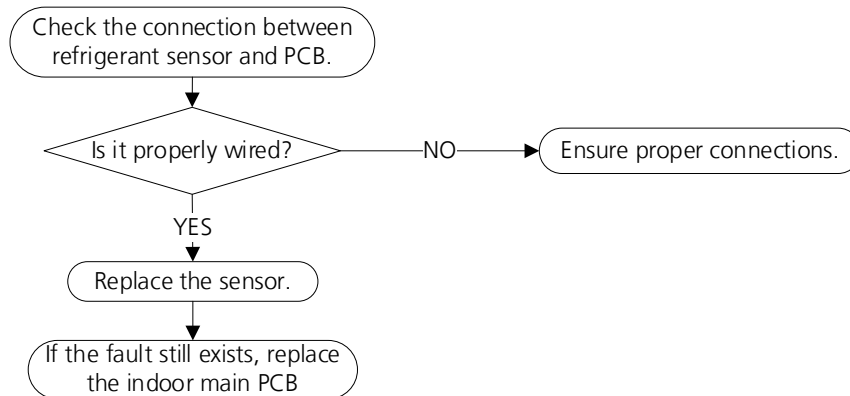 Check the connection between
refrigerant sensor and PCB.
Is it properly wired?
NO
Ensure proper connections.
YES
Replace the sensor.
If the fault still exists, replace
the indoor main PCB